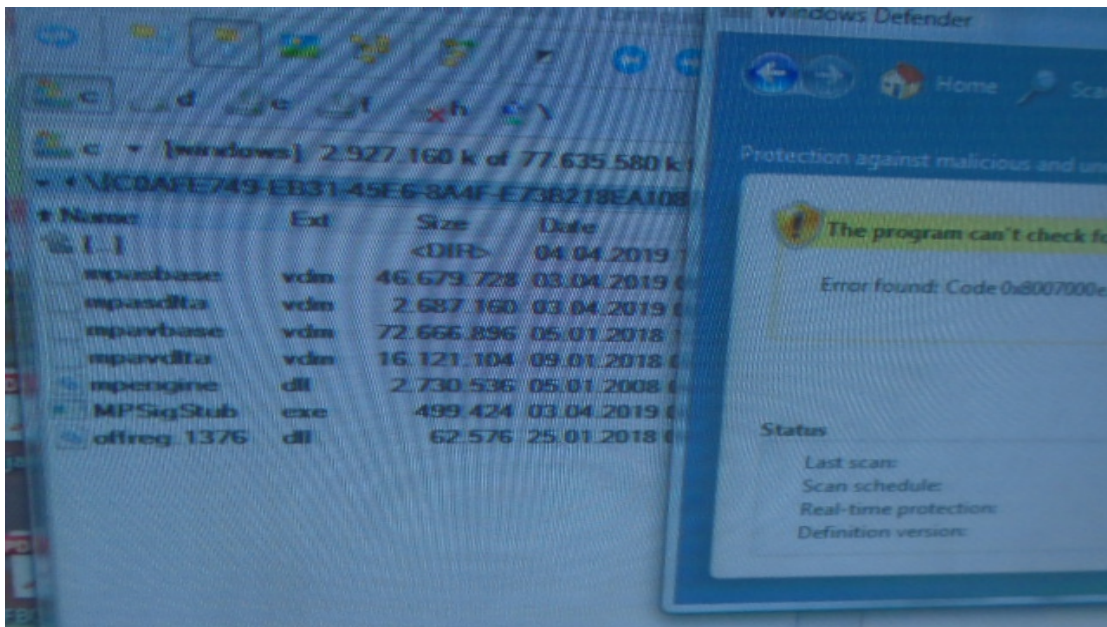 c d e f h \
c [windows] 2.927.160 k of 77.635.580 k
Name Ext Size Date
[..] <DIR> 04.04.2019
mpasbase vdm 46.679.728 03.04.2019
mpasdlta vdm 2.687.160 03.04.2019
mpavbase vdm 72.666.896 05.01.2018
mpavdlta vdm 16.121.104 09.01.2018
mpengine dll 2.730.536 05.01.2008
MPSigStub exe 499.424 03.04.2019
offreg.1376 dll 62.576 25.01.2018
Windows Defender
Home
Protection against malicious and
The program can't check
Error found: Code 0x8007000e
Status
Last scan:
Scan schedule:
Real-time protection:
Definition version: